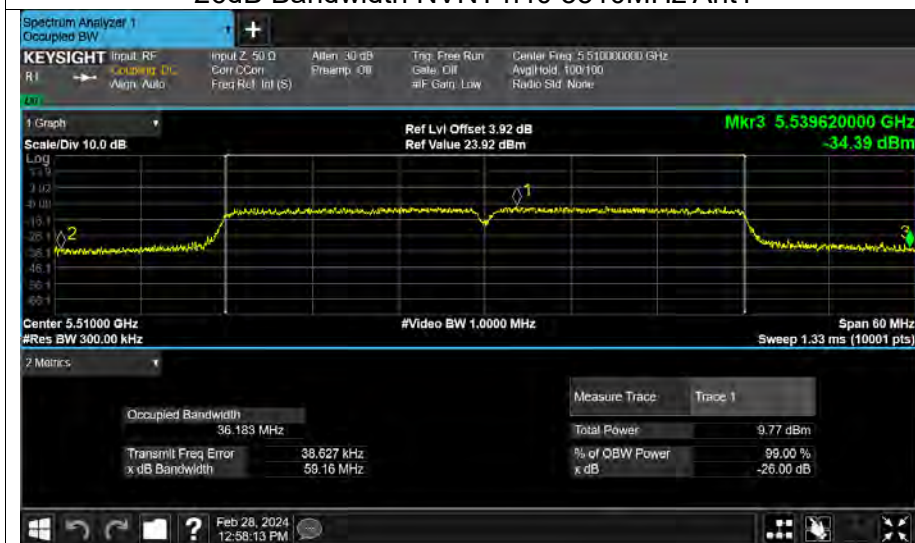 Spectrum Analyzer 1
Occupied BW
KEYSIGHT Input: RF
R1
Coupling: DC
Align: Auto
Input Z: 50 Ω
Corr CCorr
Freq Ref: Int (S)
Atten: 30 dB
Preamp: Off
Trig: Free Run
Gate: Off
#IF Gain: Low
Center Freq: 5.510000000 GHz
Avg|Hold: 100/100
Radio Std: None
1 Graph
Scale/Div 10.0 dB
Ref Lvl Offset 3.92 dB
Ref Value 23.92 dBm
Mkr3 5.539620000 GHz
-34.39 dBm
Log
1
2
3
Center 5.51000 GHz
#Res BW 300.00 kHz
#Video BW 1.0000 MHz
Span 60 MHz
Sweep 1.33 ms (10001 pts)
2 Metrics
Occupied Bandwidth
36.183 MHz
Transmit Freq Error 38.627 kHz
x dB Bandwidth 59.16 MHz
Measure Trace Trace 1
Total Power 9.77 dBm
% of OBW Power 99.00 %
x dB -26.00 dB
Feb 28, 2024
12:58:13 PM